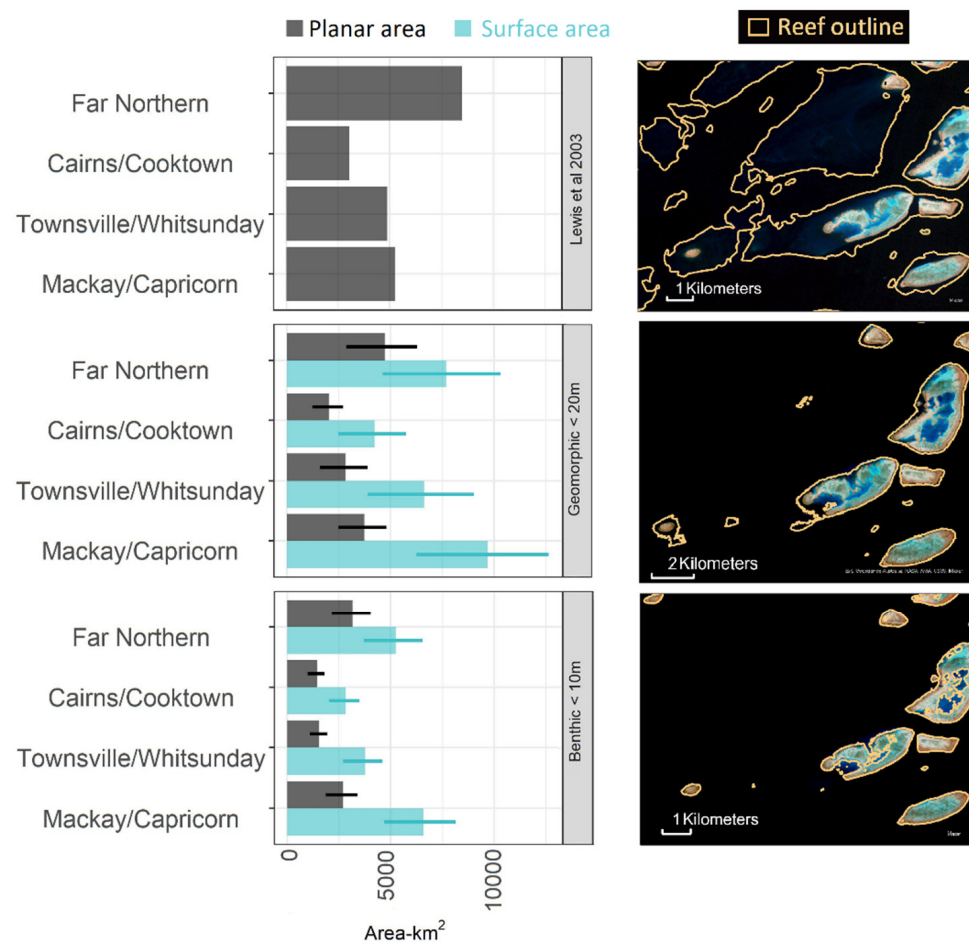 Planar area
Surface area
Reef outline
Far Northern
Cairns/Cooktown
Townsville/Whitsunday
Mackay/Capricorn
Lewis et al 2003
1 Kilometers
Far Northern
Cairns/Cooktown
Townsville/Whitsunday
Mackay/Capricorn
Geomorphic < 20m
2 Kilometers
Far Northern
Cairns/Cooktown
Townsville/Whitsunday
Mackay/Capricorn
Benthic < 10m
1 Kilometers
0
5000
10000
Area-km²